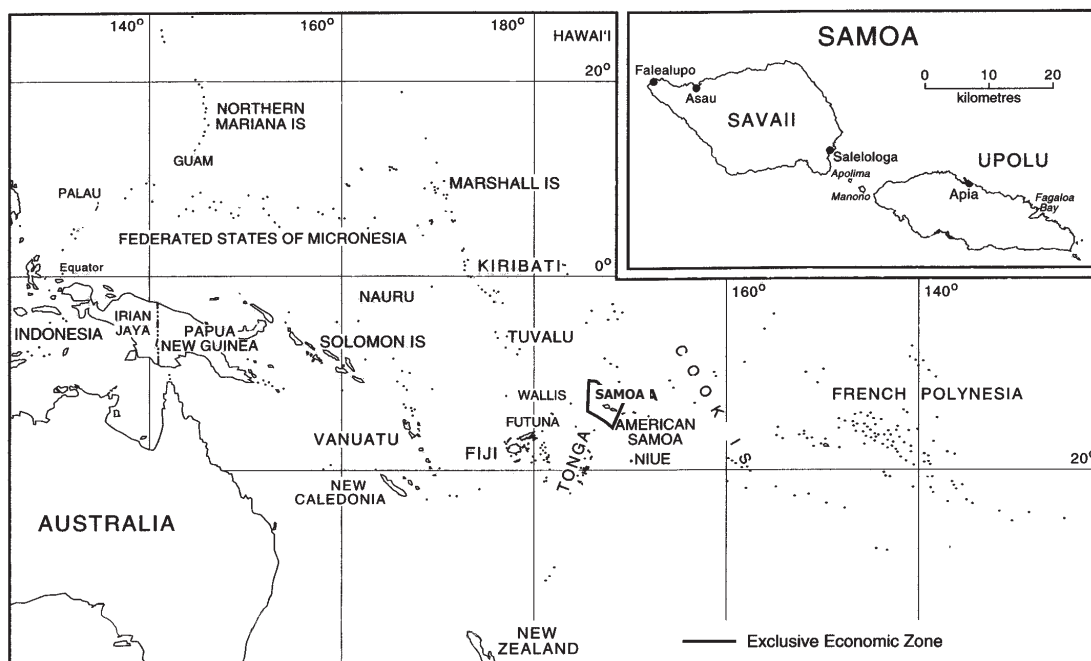 140°
160°
180°
HAWAI'I
20°
NORTHERN
MARIANA IS
GUAM
PALAU
MARSHALL IS
FEDERATED STATES OF MICRONESIA
Equator
KIRIBATI
0°
NAURU
INDONESIA
IRIAN
JAYA
PAPUA
NEW GUINEA
SOLOMON IS
TUVALU
160°
140°
COOK IS
FRENCH POLYNESIA
WALLIS
FUTUNA
SAMOA
AMERICAN
SAMOA
NIUE
VANUATU
FIJI
TONGA
20°
NEW
CALEDONIA
AUSTRALIA
NEW
ZEALAND
Exclusive Economic Zone
SAMOA
0 10 20
kilometres
Falealupo
Asau
SAVAII
Salelologa
Apolima
Manono
UPOLU
Apia
Fagaloa
Bay